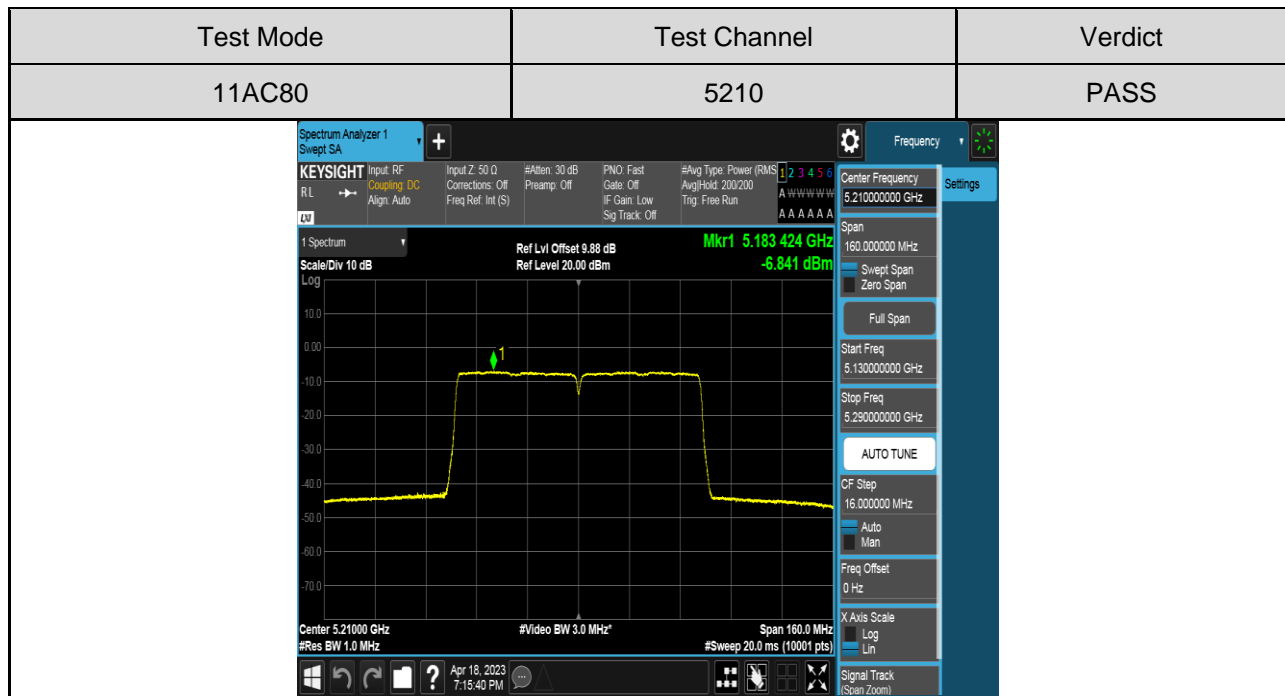 Test Mode Test Channel Verdict
11AC80 5210 PASS
Spectrum Analyzer 1
Swept SA
+
Frequency
KEYSIGHT
RL
LXI
Input: RF
Coupling: DC
Align: Auto
Input Z: 50 Ω
Corrections: Off
Freq Ref: Int (S)
#Atten: 30 dB
Preamp: Off
PNO: Fast
Gate: Off
IF Gain: Low
Sig Track: Off
#Avg Type: Power (RMS
Avg|Hold: 200/200
Trig: Free Run
1 2 3 4 5 6
A W W W W W
A A A A A A
1 Spectrum
Scale/Div 10 dB
Ref Lvl Offset 9.88 dB
Ref Level 20.00 dBm
Mkr1 5.183 424 GHz
-6.841 dBm
Log
10.0
0.00
-10.0
-20.0
-30.0
-40.0
-50.0
-60.0
-70.0
1
Center 5.21000 GHz
#Res BW 1.0 MHz
#Video BW 3.0 MHz*
Span 160.0 MHz
#Sweep 20.0 ms (10001 pts)
?
Apr 18, 2023
7:15:40 PM
Center Frequency
5.210000000 GHz
Settings
Span
160.000000 MHz
Swept Span
Zero Span
Full Span
Start Freq
5.130000000 GHz
Stop Freq
5.290000000 GHz
AUTO TUNE
CF Step
16.000000 MHz
Auto
Man
Freq Offset
0 Hz
X Axis Scale
Log
Lin
Signal Track
(Span Zoom)